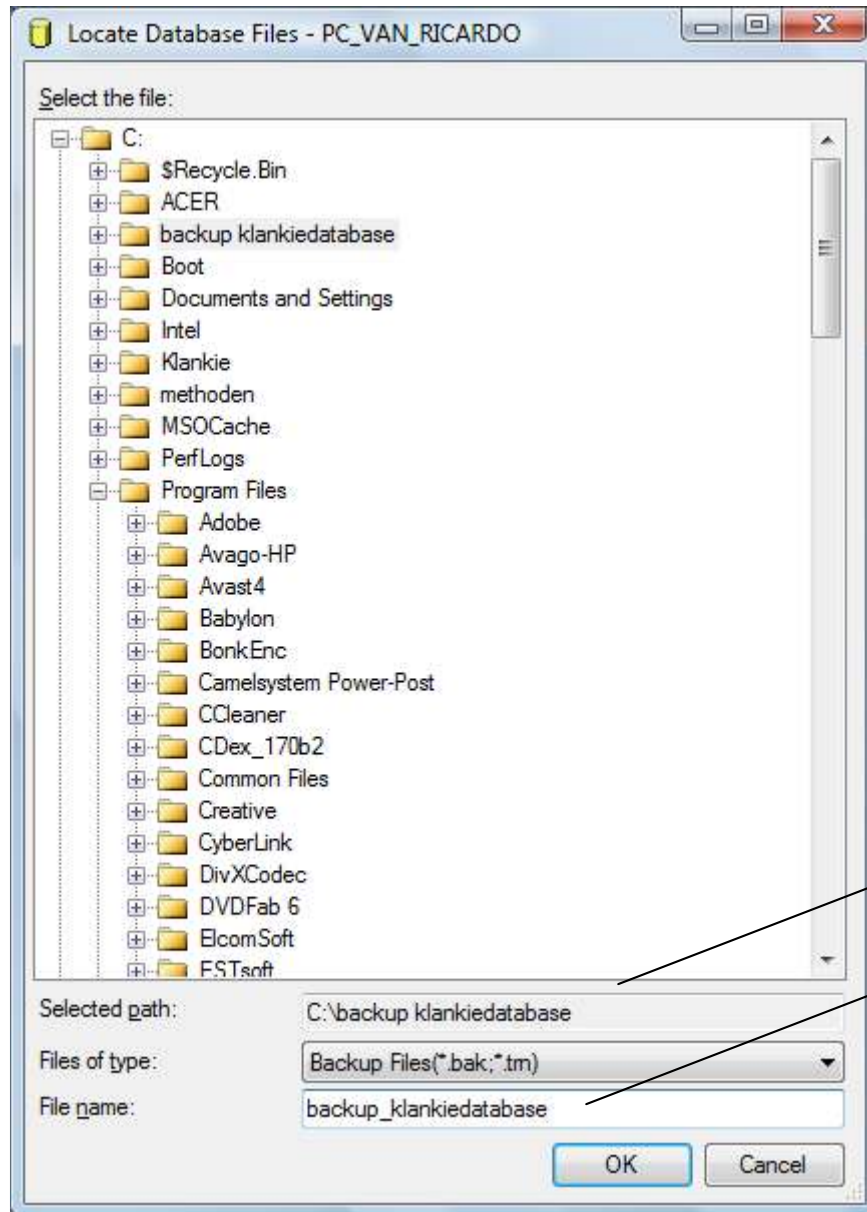 Locate Database Files - PC_VAN_RICARDO
Select the file:
C:
$Recycle.Bin
ACER
backup klankiedatabase
Boot
Documents and Settings
Intel
Klankie
methoden
MSOCache
PerfLogs
Program Files
Adobe
Avago-HP
Avast4
Babylon
BonkEnc
Camelsystem Power-Post
CCleaner
CDex_170b2
Common Files
Creative
CyberLink
DivXCodec
DVDFab 6
ElcomSoft
ESTsoft
Selected path: C:\backup klankiedatabase
Files of type: Backup Files(*.bak;*.trn)
File name: backup_klankiedatabase
OK Cancel